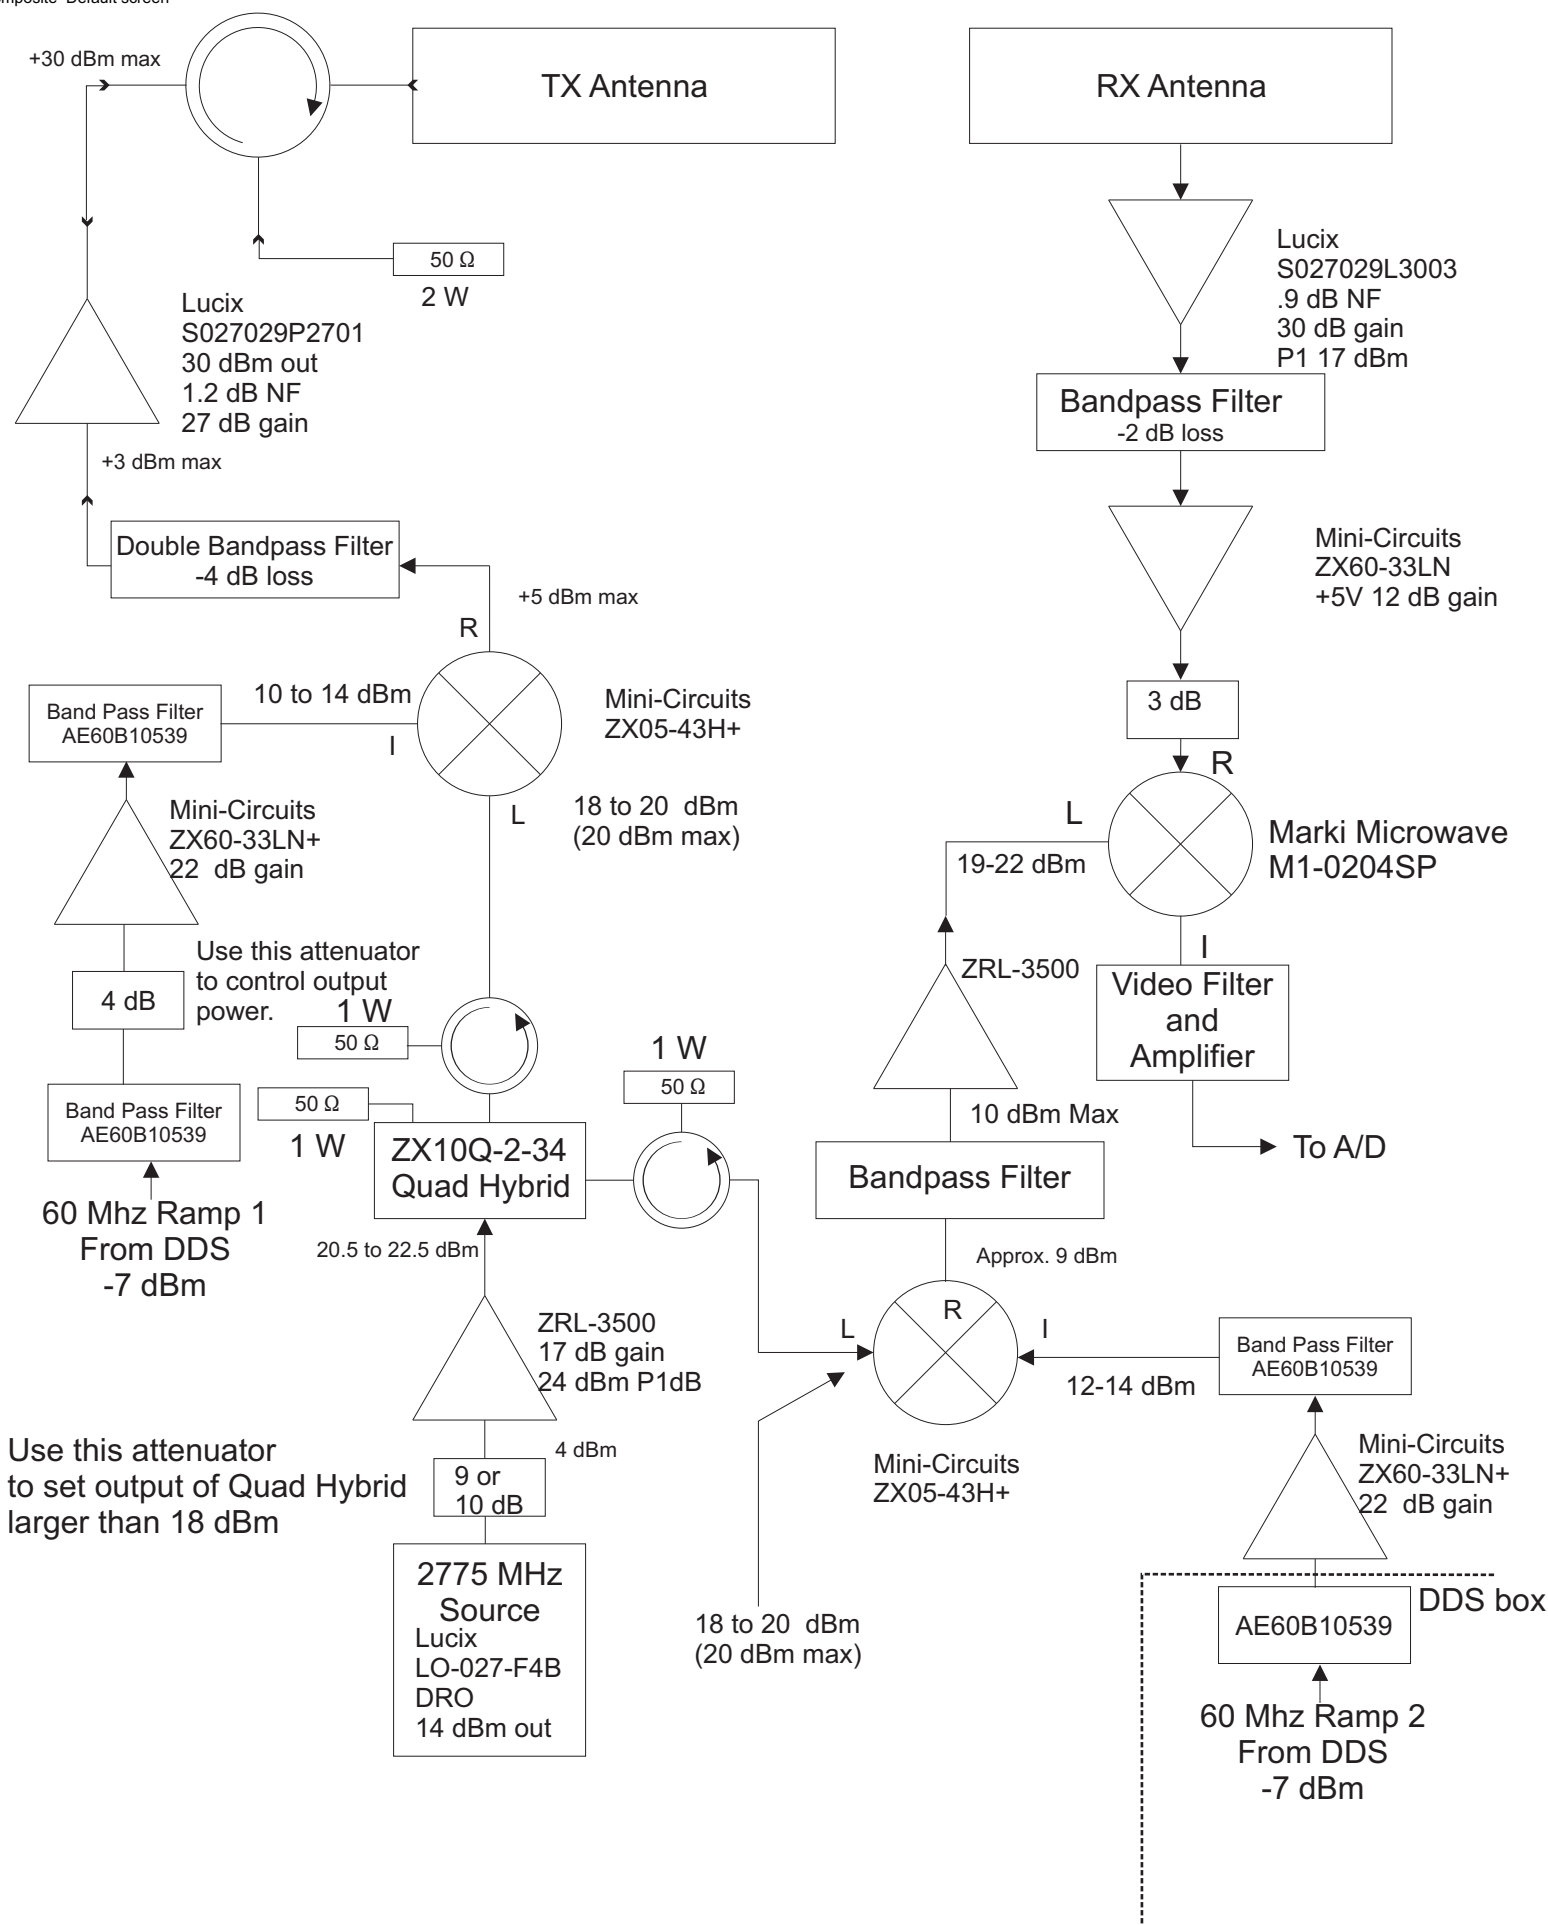 +30 dBm max
TX Antenna
RX Antenna
50 Ω
2 W
Lucix
S027029P2701
30 dBm out
1.2 dB NF
27 dB gain
Lucix
S027029L3003
.9 dB NF
30 dB gain
P1 17 dBm
Bandpass Filter
-2 dB loss
+3 dBm max
Double Bandpass Filter
-4 dB loss
+5 dBm max
R
Mini-Circuits
ZX60-33LN
+5V 12 dB gain
3 dB
R
Band Pass Filter
AE60B10539
10 to 14 dBm
I
Mini-Circuits
ZX05-43H+
L
18 to 20 dBm
(20 dBm max)
Mini-Circuits
ZX60-33LN+
22 dB gain
L
19-22 dBm
Marki Microwave
M1-0204SP
I
Use this attenuator
to control output
power.
4 dB
1 W
50 Ω
1 W
50 Ω
ZRL-3500
Video Filter
and
Amplifier
Band Pass Filter
AE60B10539
50 Ω
1 W
ZX10Q-2-34
Quad Hybrid
10 dBm Max
To A/D
Bandpass Filter
60 Mhz Ramp 1
From DDS
-7 dBm
20.5 to 22.5 dBm
Approx. 9 dBm
ZRL-3500
17 dB gain
24 dBm P1dB
L
R
I
Band Pass Filter
AE60B10539
12-14 dBm
Use this attenuator
to set output of Quad Hybrid
larger than 18 dBm
4 dBm
9 or
10 dB
Mini-Circuits
ZX05-43H+
Mini-Circuits
ZX60-33LN+
22 dB gain
2775 MHz
Source
Lucix
LO-027-F4B
DRO
14 dBm out
18 to 20 dBm
(20 dBm max)
DDS box
AE60B10539
60 Mhz Ramp 2
From DDS
-7 dBm